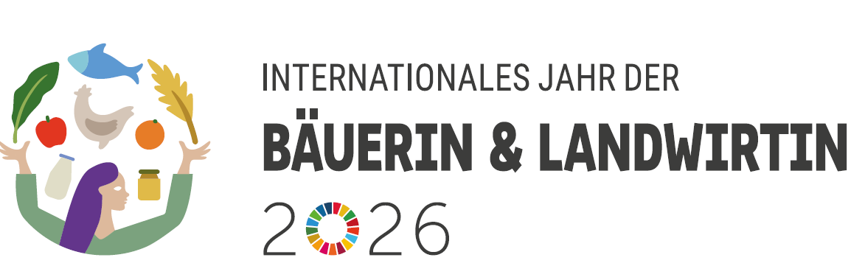 INTERNATIONALES JAHR DER
BÄUERIN & LANDWIRTIN
2026